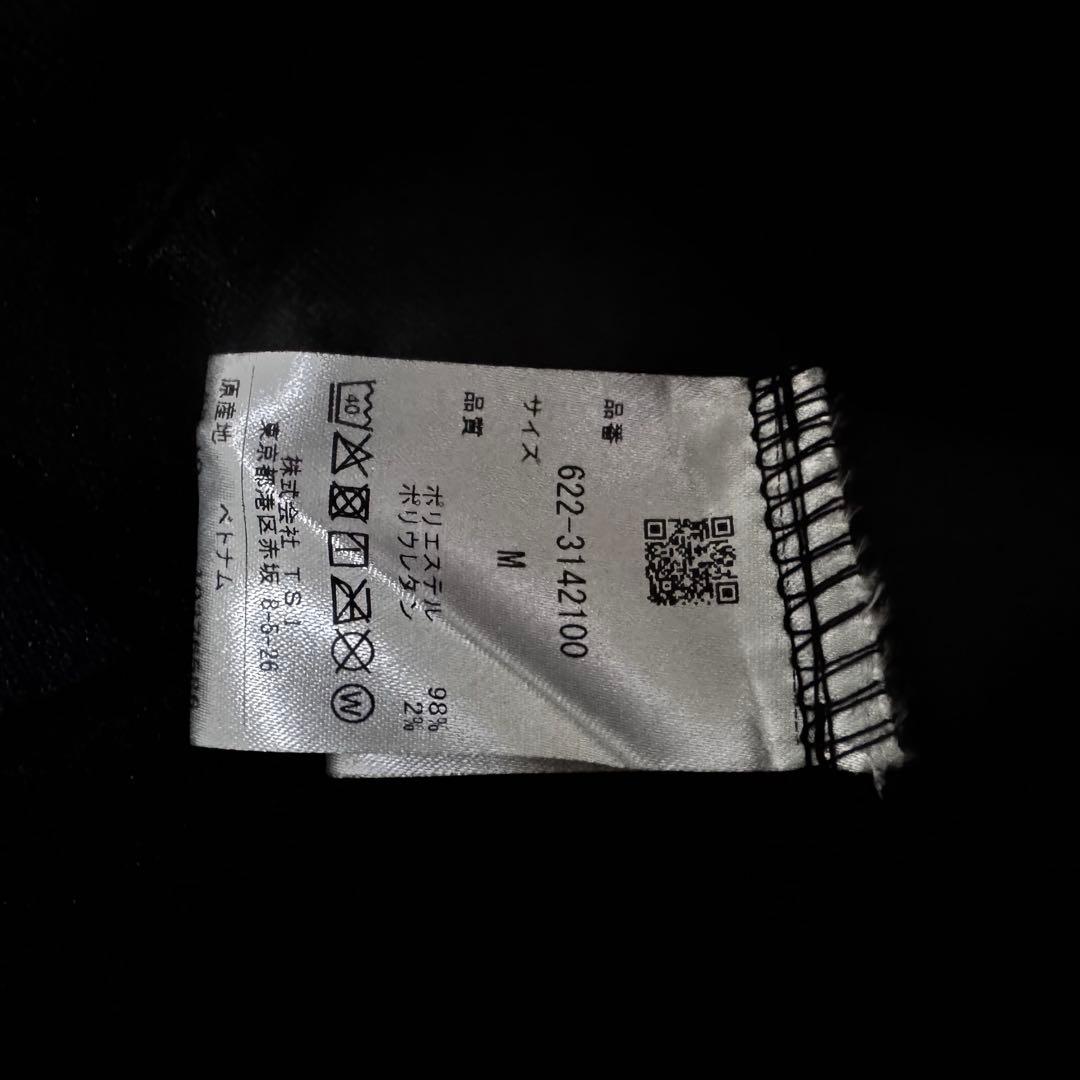 品番
622-3142100
サイズ
M
品質
ポリエステル 98%
ポリウレタン 2%
40
W
株式会社 TSI
東京都港区赤坂 8-5-26
原産地 ベトナム